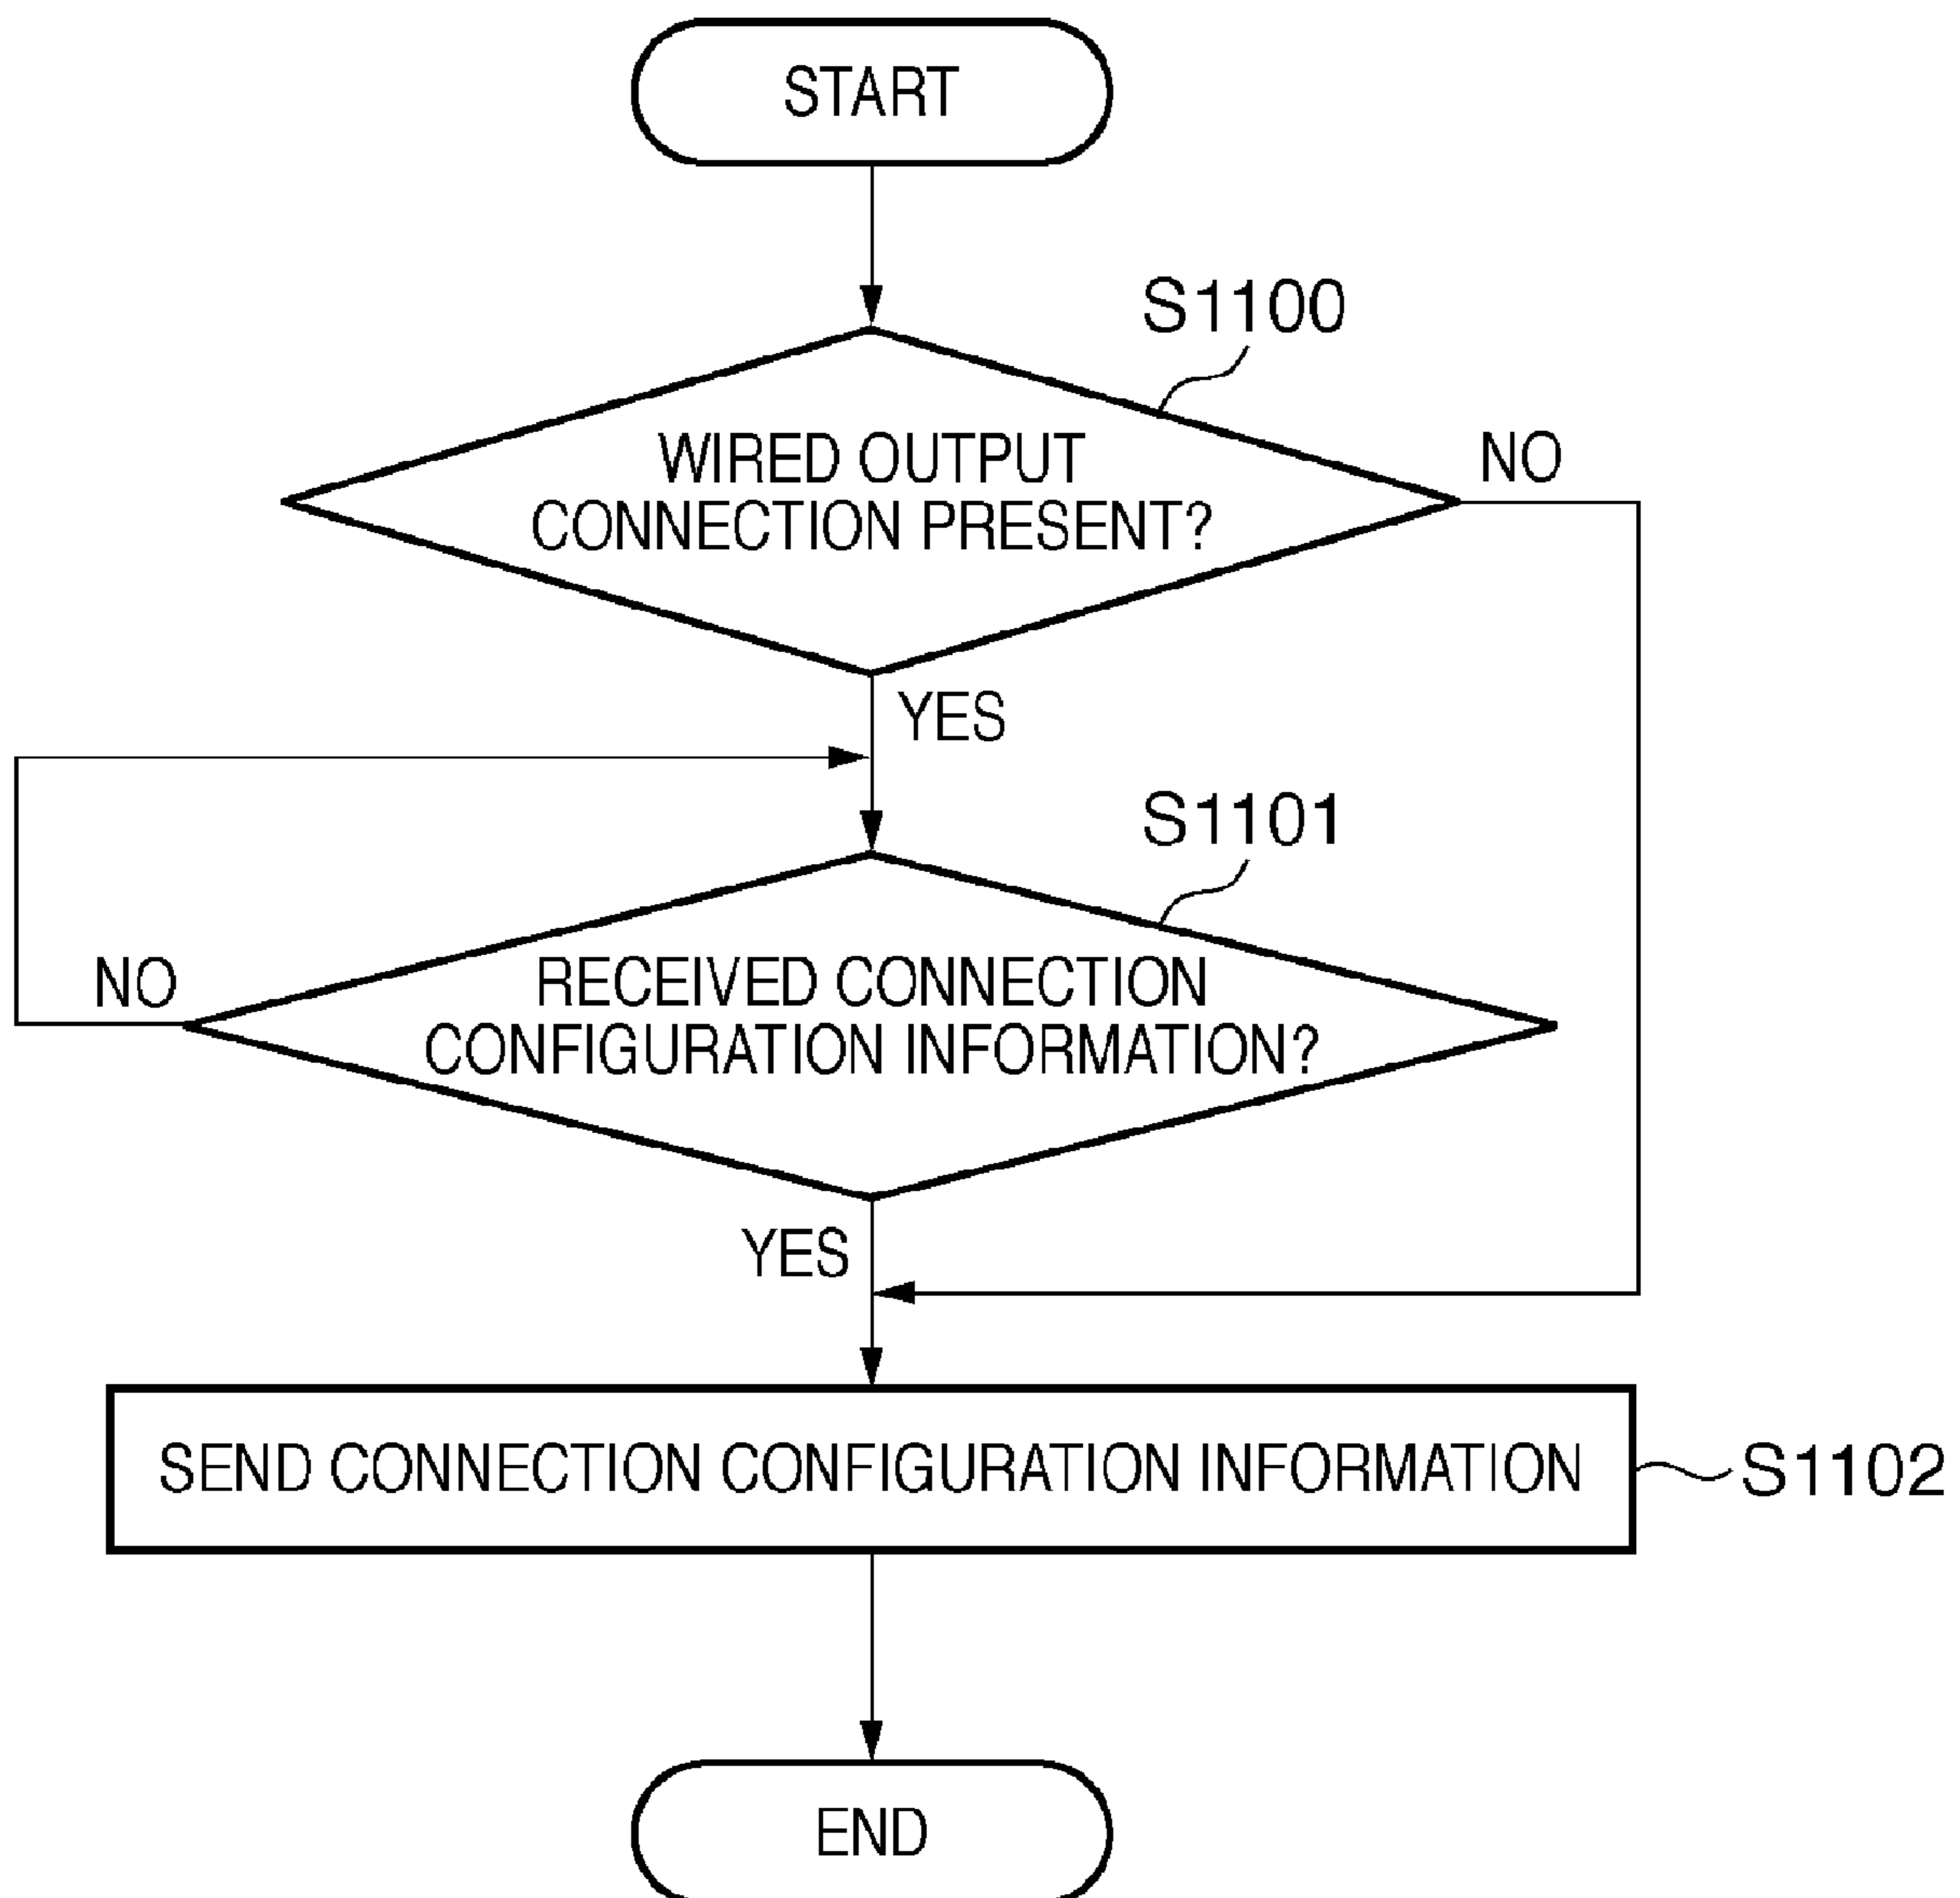 START
S1100
WIRED OUTPUT
CONNECTION PRESENT?
NO
YES
S1101
RECEIVED CONNECTION
CONFIGURATION INFORMATION?
NO
YES
SEND CONNECTION CONFIGURATION INFORMATION
S1102
END